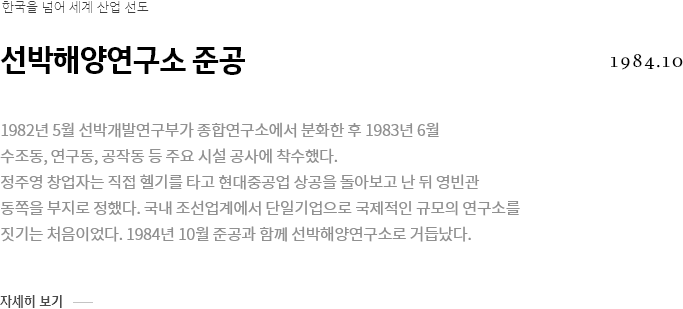 한국을 넘어 세계 산업 선도
선박해양연구소 준공
1984.10
1982년 5월 선박개발연구부가 종합연구소에서 분화한 후 1983년 6월
수조동, 연구동, 공작동 등 주요 시설 공사에 착수했다.
정주영 창업자는 직접 헬기를 타고 현대중공업 상공을 돌아보고 난 뒤 영빈관
동쪽을 부지로 정했다. 국내 조선업계에서 단일기업으로 국제적인 규모의 연구소를
짓기는 처음이었다. 1984년 10월 준공과 함께 선박해양연구소로 거듭났다.
자세히 보기